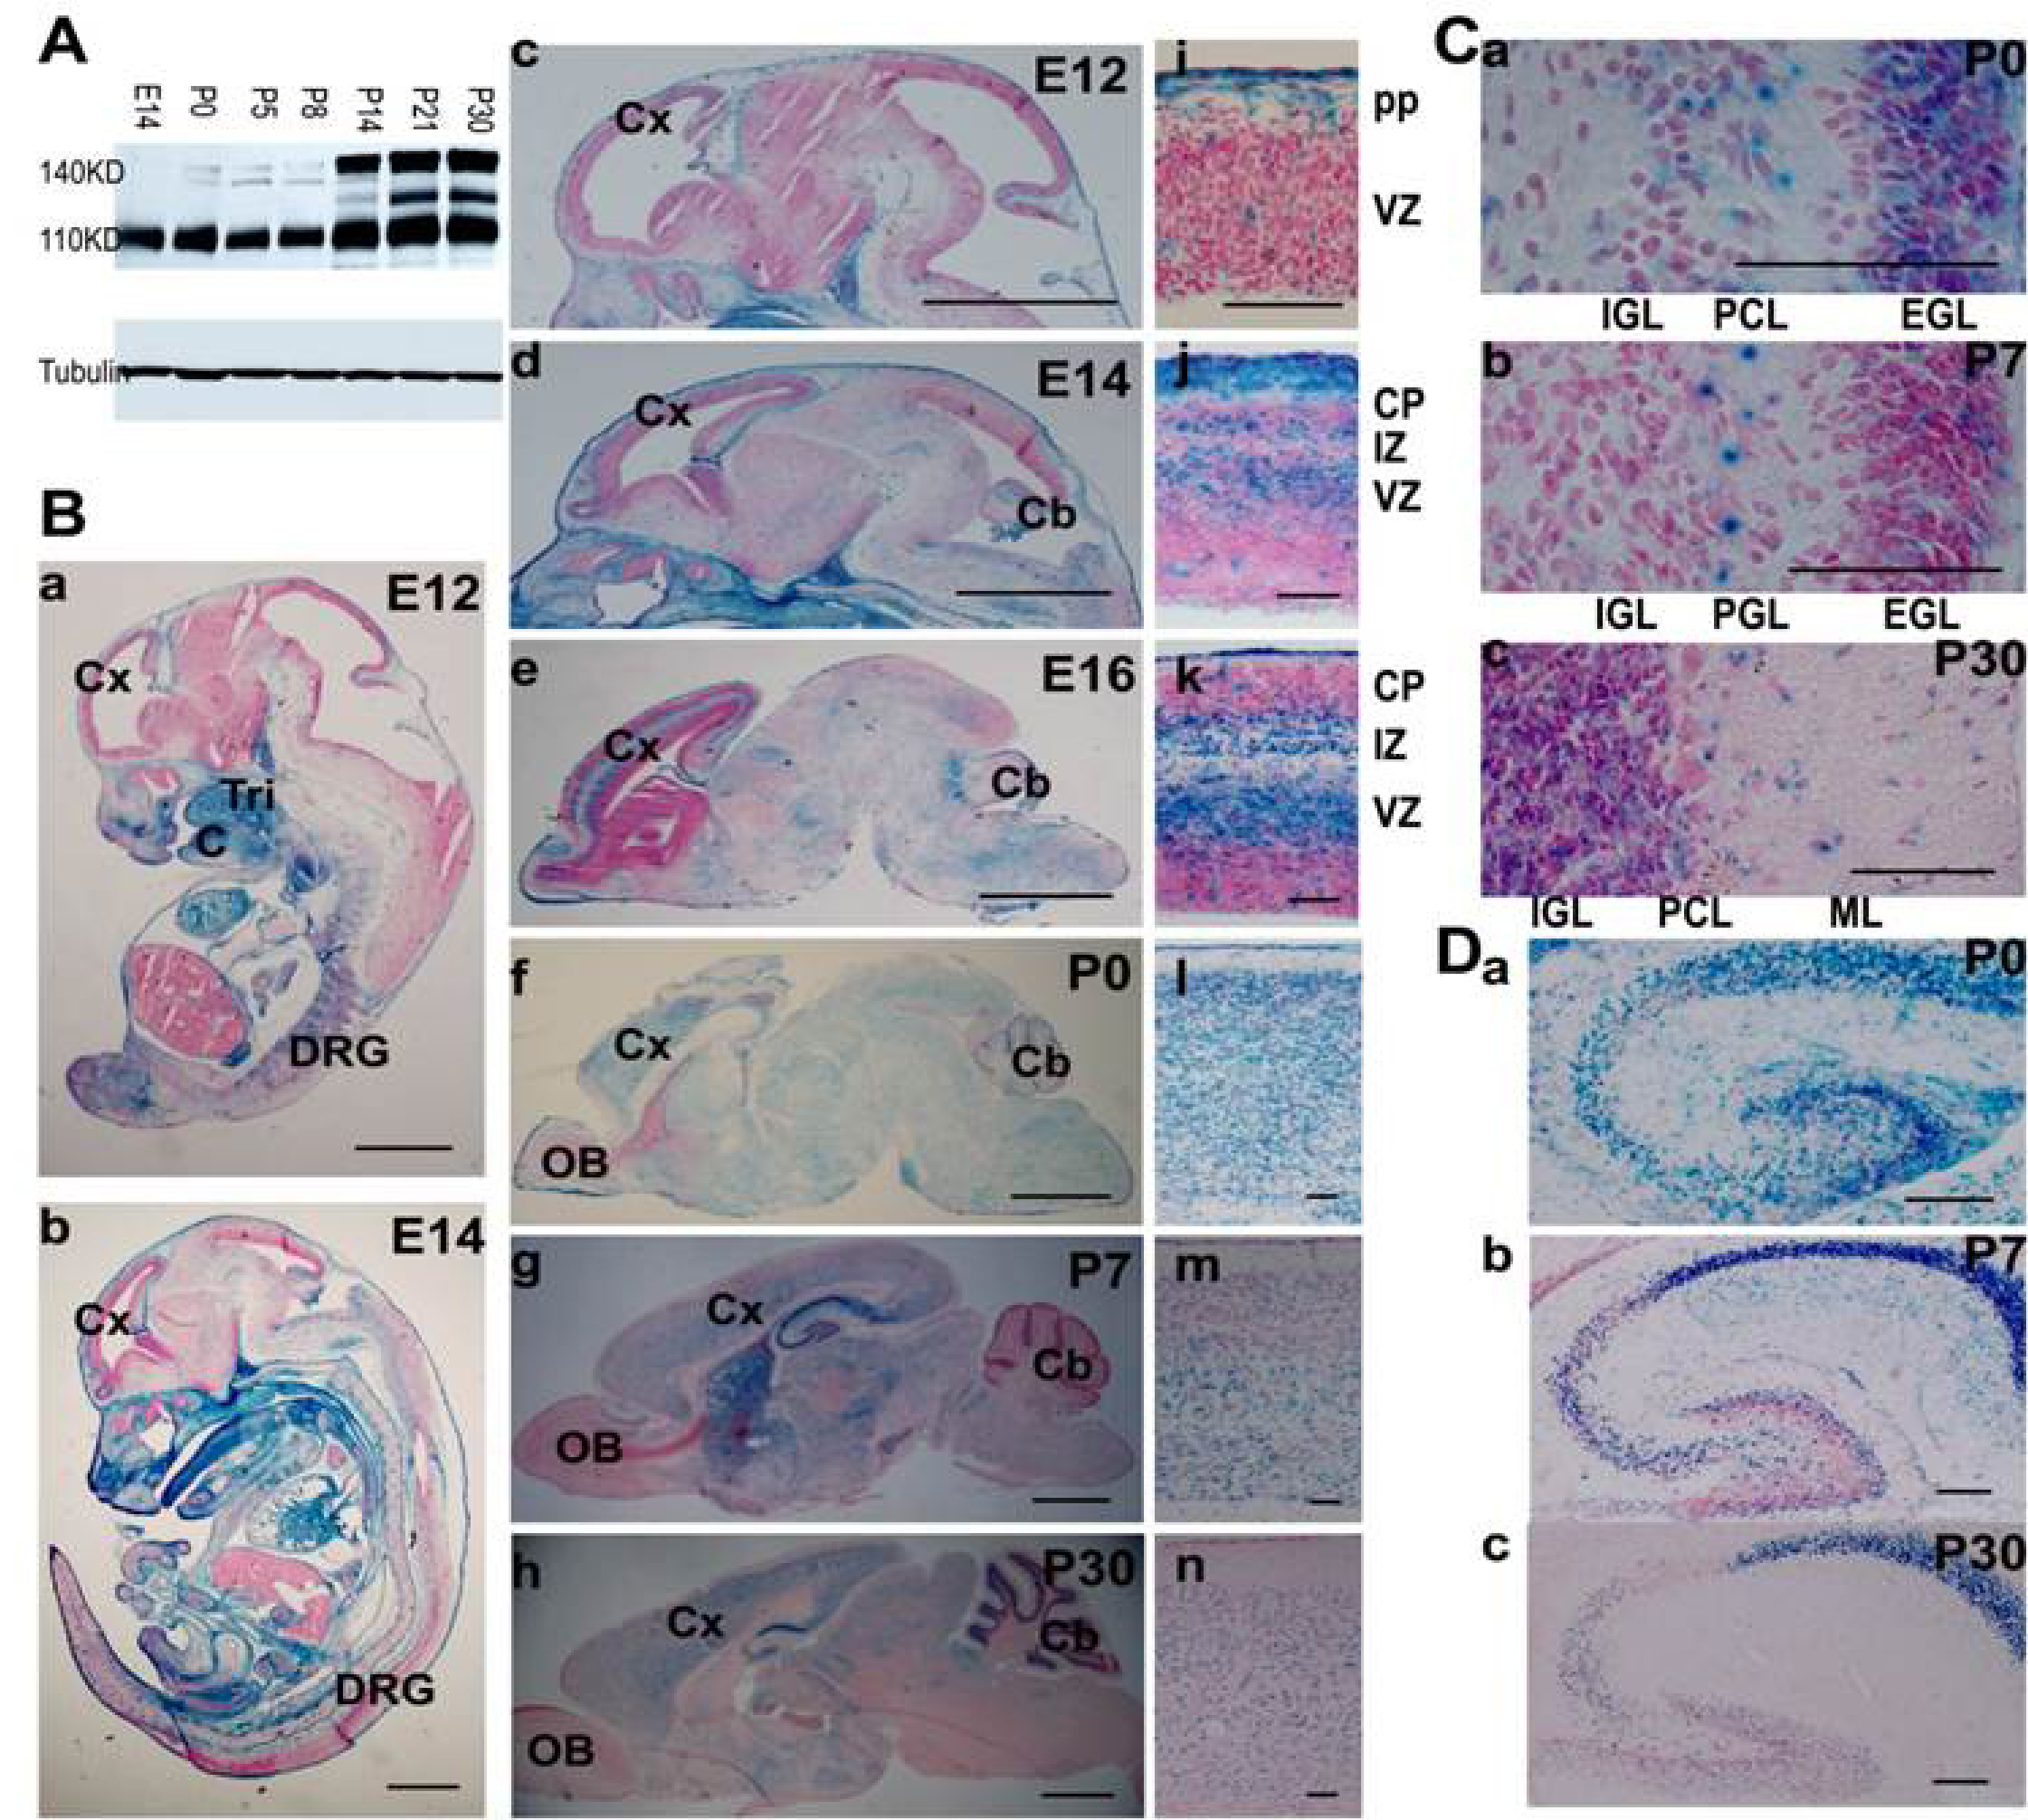 A
E14 P0 P5 P8 P14 P21 P30
140KD
110KD
Tubulin
B
a
E12
Cx
Tri
C
DRG
b
E14
Cx
DRG
c
E12
Cx
d
E14
Cx
Cb
e
E16
Cx
Cb
f
P0
Cx
Cb
OB
g
P7
Cx
Cb
OB
h
P30
Cx
Cb
OB
i
pp
VZ
j
CP
IZ
VZ
k
CP
IZ
VZ
l
m
n
C
a
P0
IGL PCL EGL
b
P7
IGL PGL EGL
c
P30
IGL PCL ML
D
a
P0
b
P7
c
P30